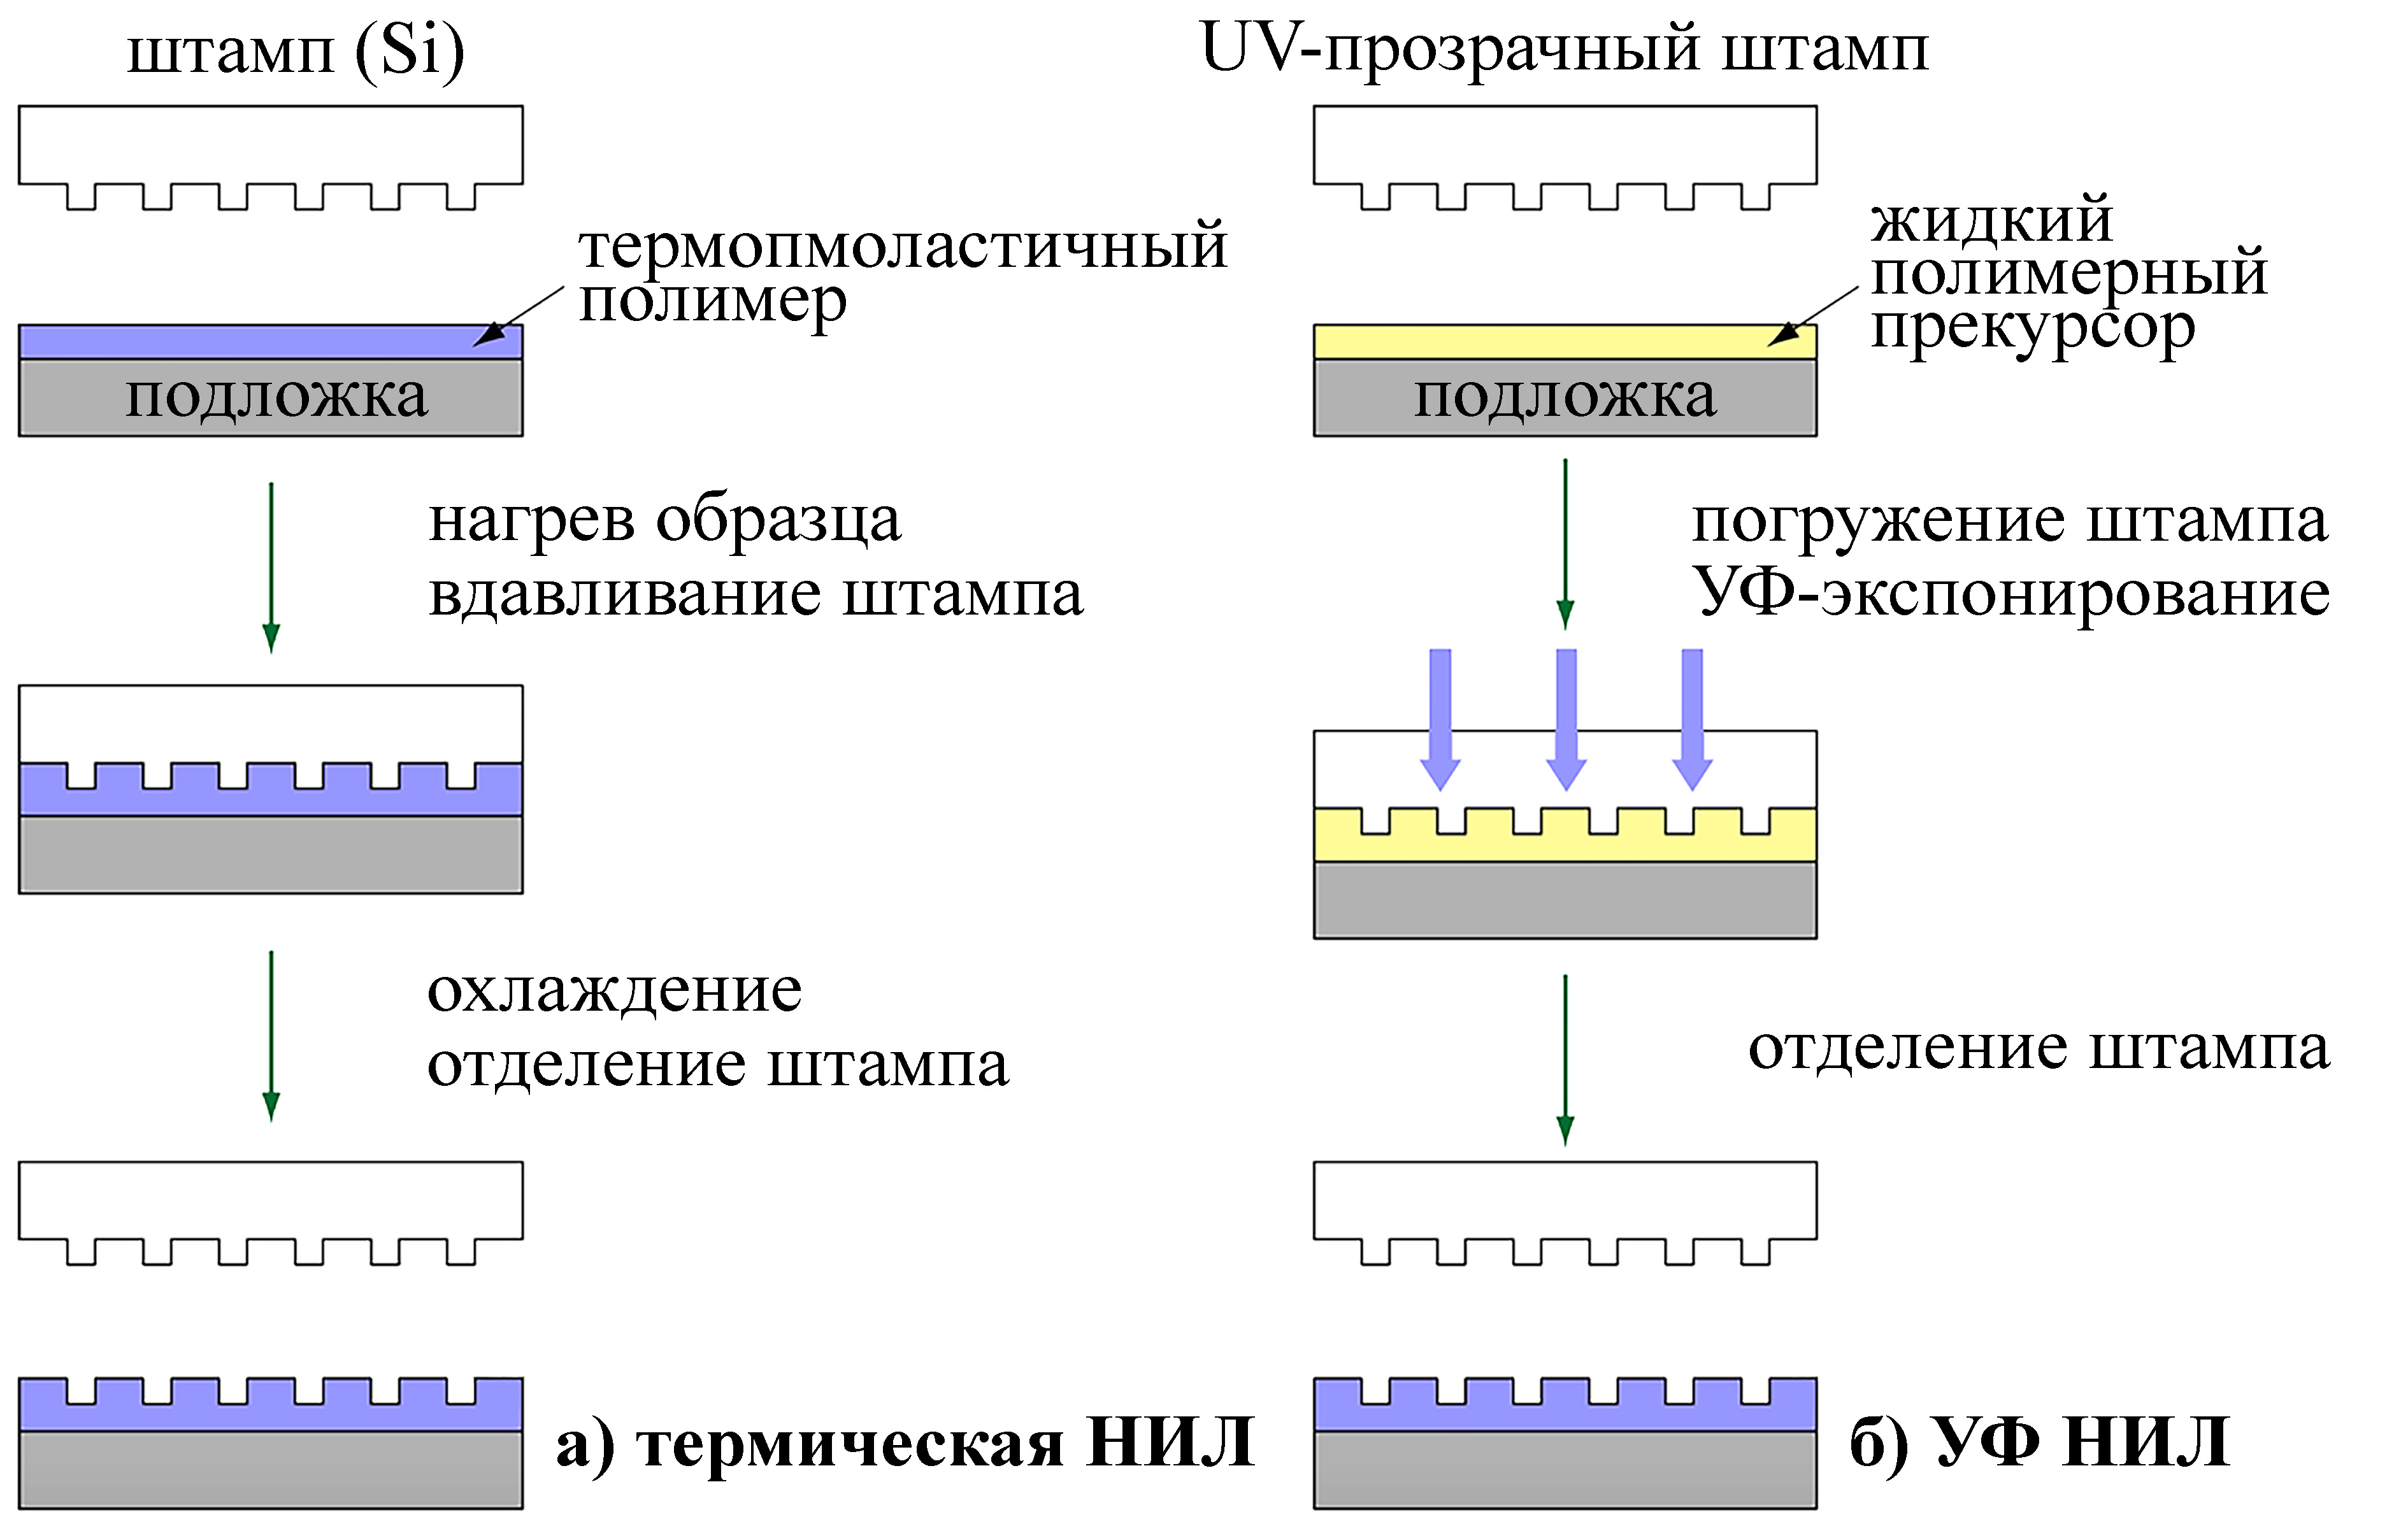 штамп (Si)
термопмоластичный
полимер
подложка
нагрев образца
вдавливание штампа
охлаждение
отделение штампа
а) термическая НИЛ
UV-прозрачный штамп
жидкий
полимерный
прекурсор
подложка
погружение штампа
УФ-экспонирование
отделение штампа
б) УФ НИЛ